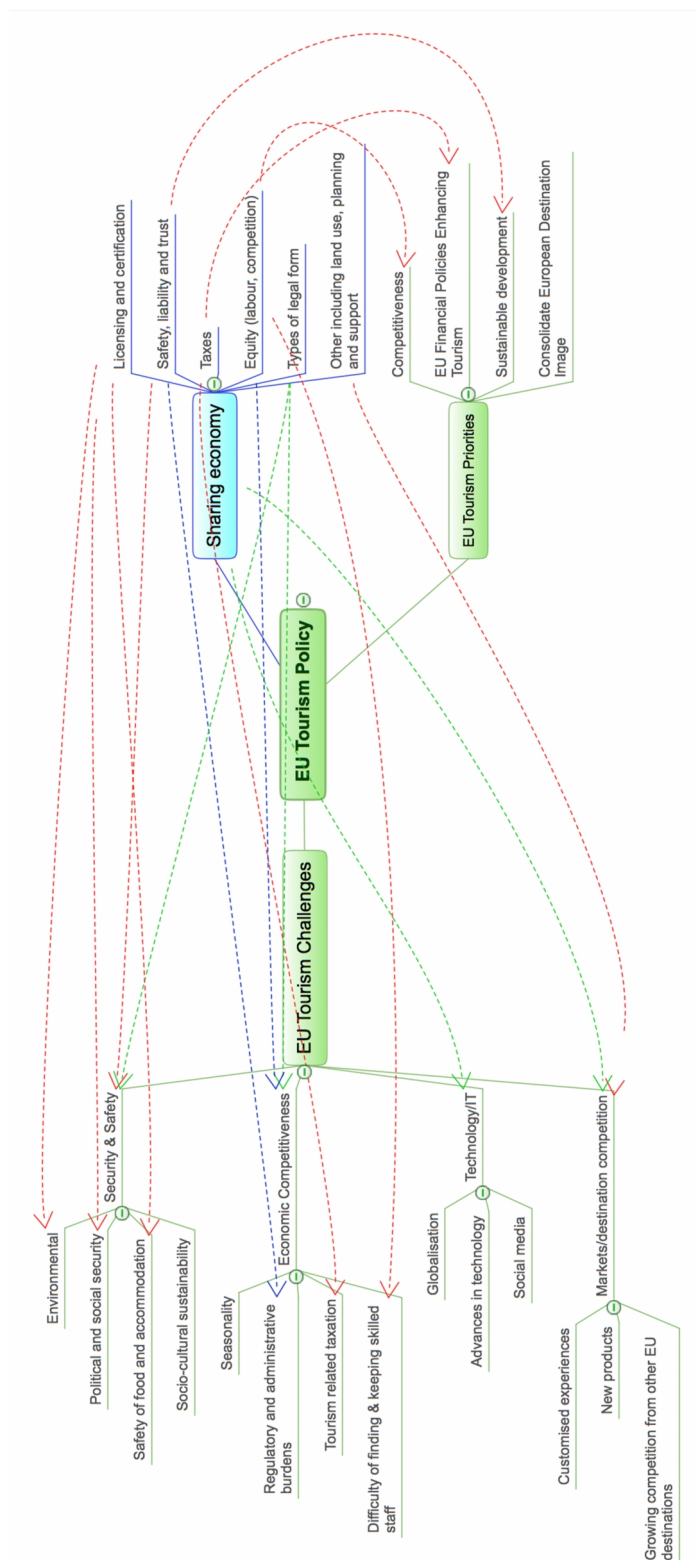 Environmental
Political and social security
Safety of food and accommodation
Socio-cultural sustainability
Security & Safety
Seasonality
Regulatory and administrative
burdens
Tourism related taxation
Difficulty of finding & keeping skilled
staff
Economic Competitiveness
Globalisation
Advances in technology
Social media
Technology/IT
Customised experiences
New products
Growing competition from other EU
destinations
Markets/destination competition
EU Tourism Challenges
EU Tourism Policy
Sharing economy
Licensing and certification
Safety, liability and trust
Taxes
Equity (labour, competition)
Types of legal form
Other including land use, planning
and support
EU Tourism Priorities
Competitiveness
EU Financial Policies Enhancing
Tourism
Sustainable development
Consolidate European Destination
Image